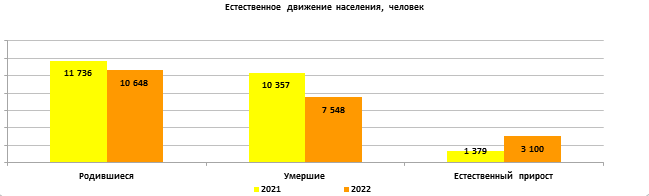 Естественное движение населения, человек
11 736
10 648
10 357
7 548
1 379
3 100
Родившиеся
Умершие
Естественный прирост
2021
2022